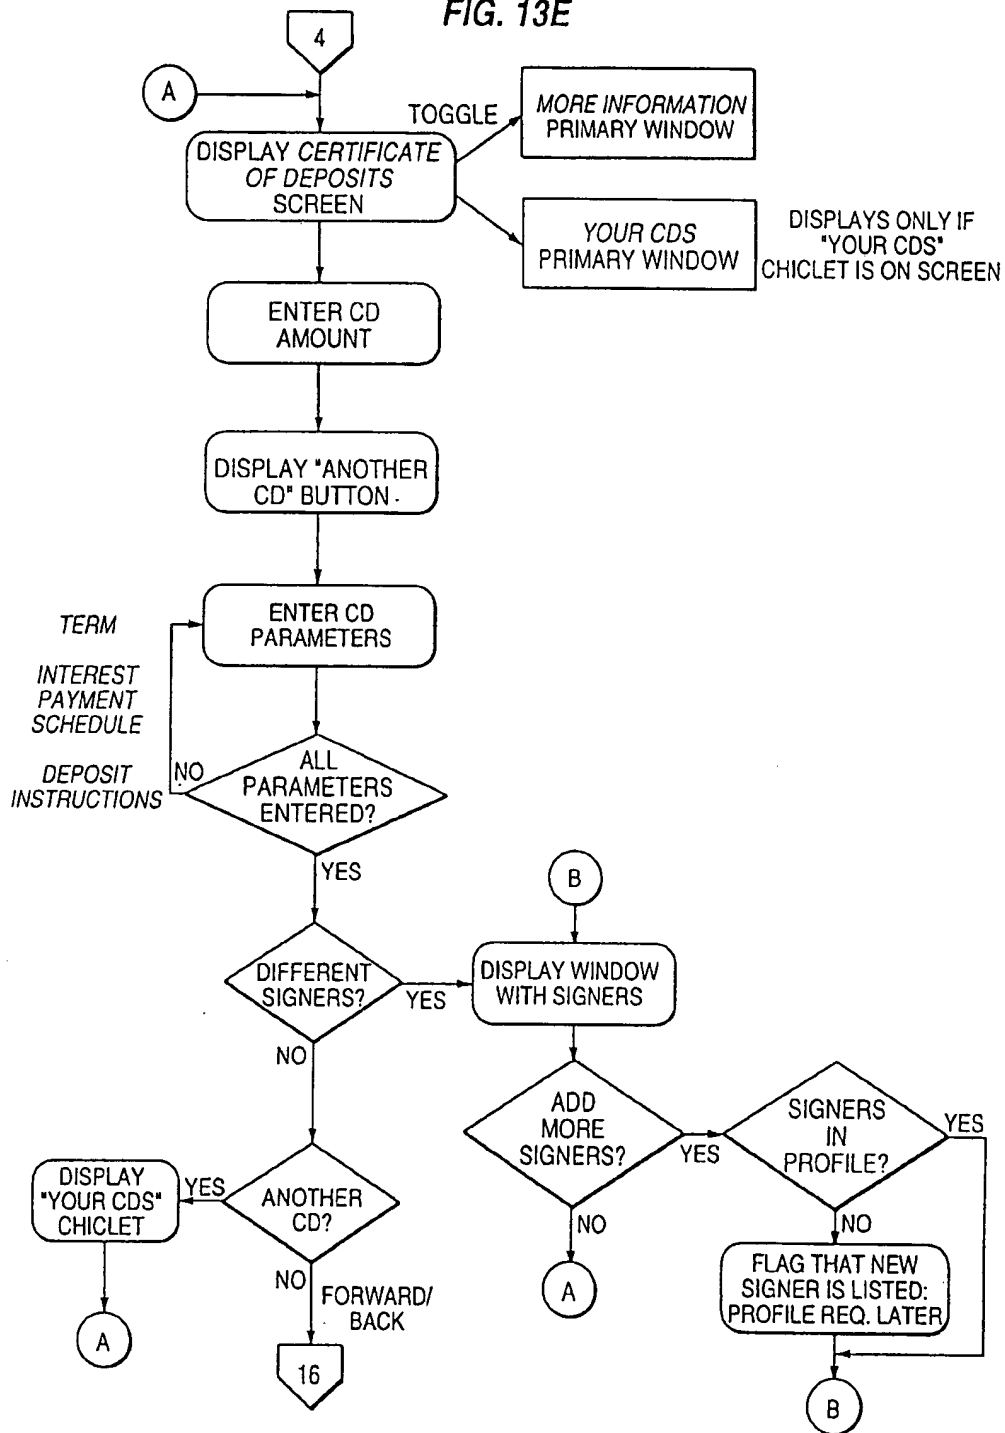 FIG. 13E
4
A
TOGGLE
MORE INFORMATION
PRIMARY WINDOW
DISPLAY CERTIFICATE
OF DEPOSITS
SCREEN
YOUR CDS
PRIMARY WINDOW
DISPLAYS ONLY IF
"YOUR CDS"
CHICLET IS ON SCREEN
ENTER CD
AMOUNT
DISPLAY "ANOTHER
CD" BUTTON
ENTER CD
PARAMETERS
TERM
INTEREST
PAYMENT
SCHEDULE
DEPOSIT
INSTRUCTIONS
NO
ALL
PARAMETERS
ENTERED?
YES
B
DIFFERENT
SIGNERS?
YES
DISPLAY WINDOW
WITH SIGNERS
NO
ADD
MORE
SIGNERS?
YES
SIGNERS
IN
PROFILE?
YES
DISPLAY
"YOUR CDS"
CHICLET
YES
ANOTHER
CD?
NO
NO
FLAG THAT NEW
SIGNER IS LISTED:
PROFILE REQ. LATER
A
NO
FORWARD/
BACK
A
16
B